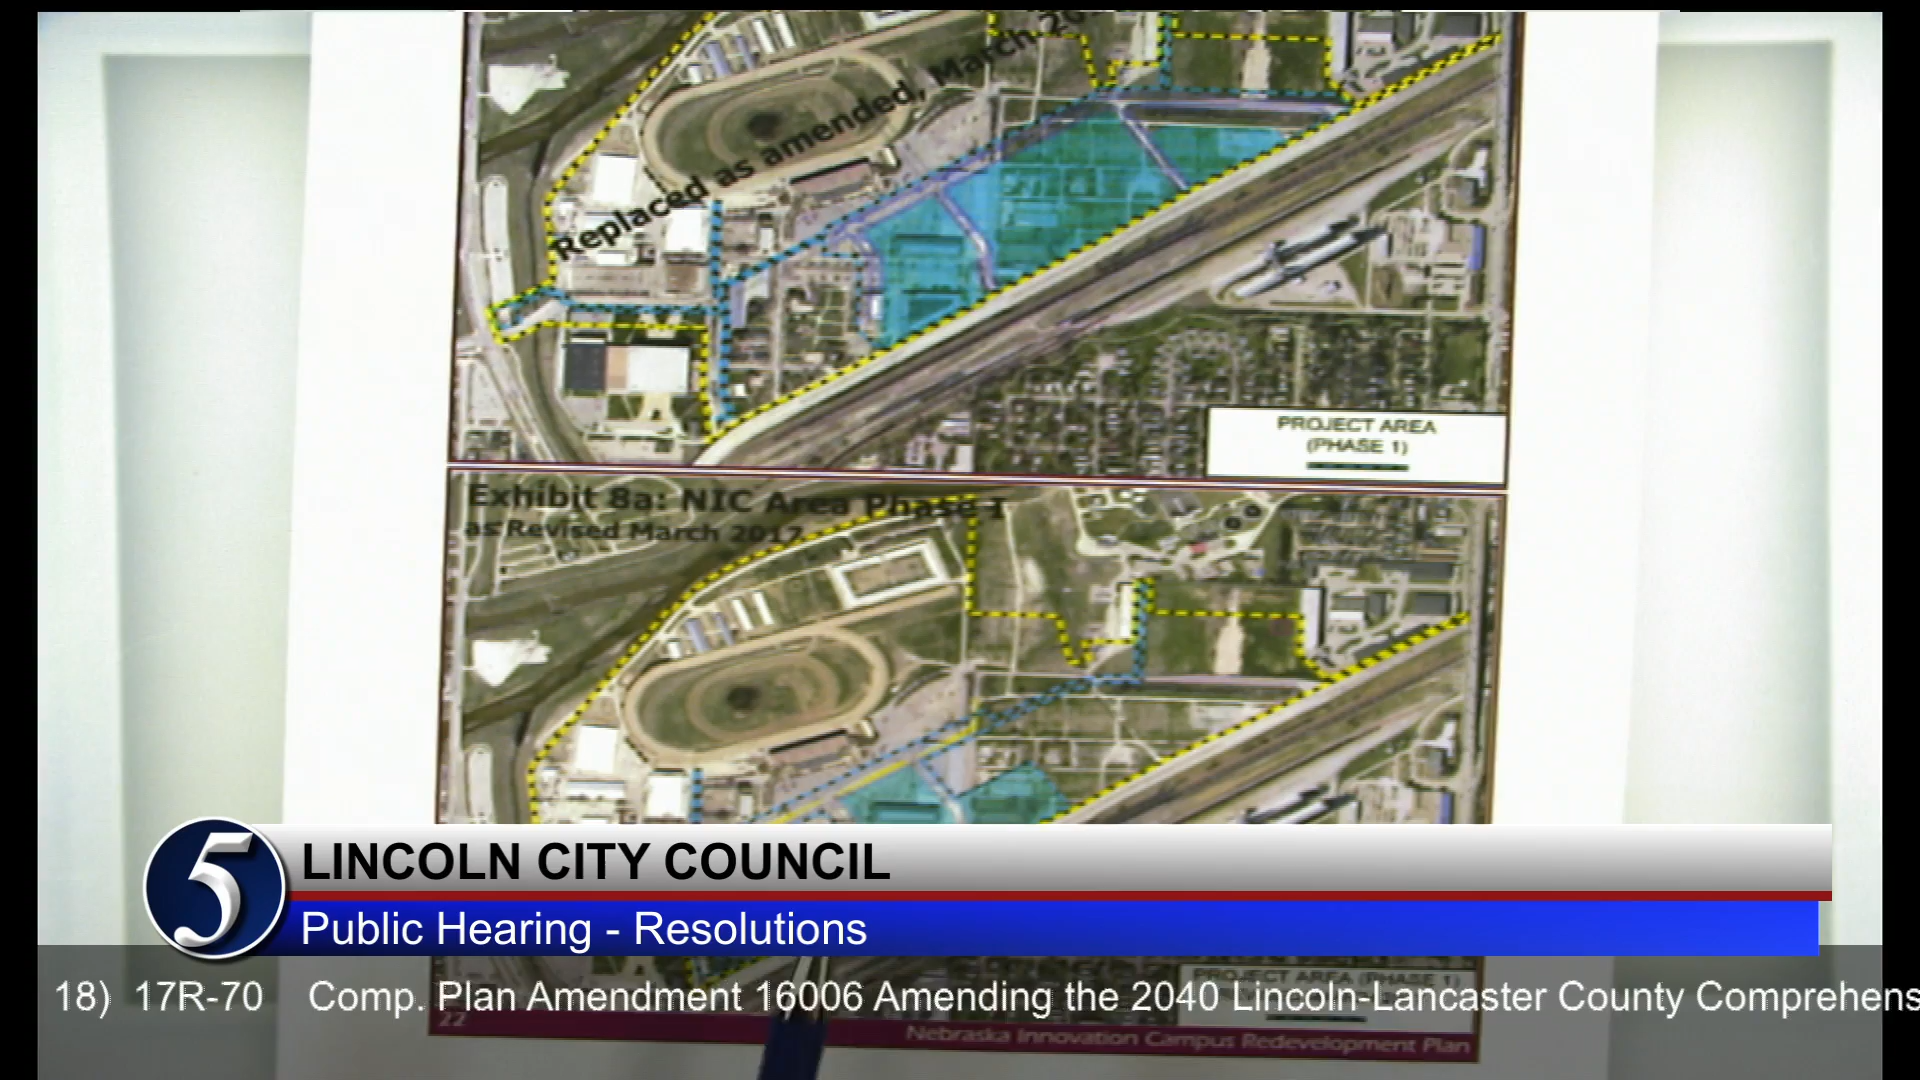 Replaced as amended, March
PROJECT AREA
(PHASE 1)
Exhibit 8a: NIC Area Phase I
as Revised March 2017
5
LINCOLN CITY COUNCIL
Public Hearing - Resolutions
PROJECT AREA (PHASE 1)
18) 17R-70 Comp. Plan Amendment 16006 Amending the 2040 Lincoln-Lancaster County Comprehens
22
Nebraska Innovation Campus Redevelopment Plan